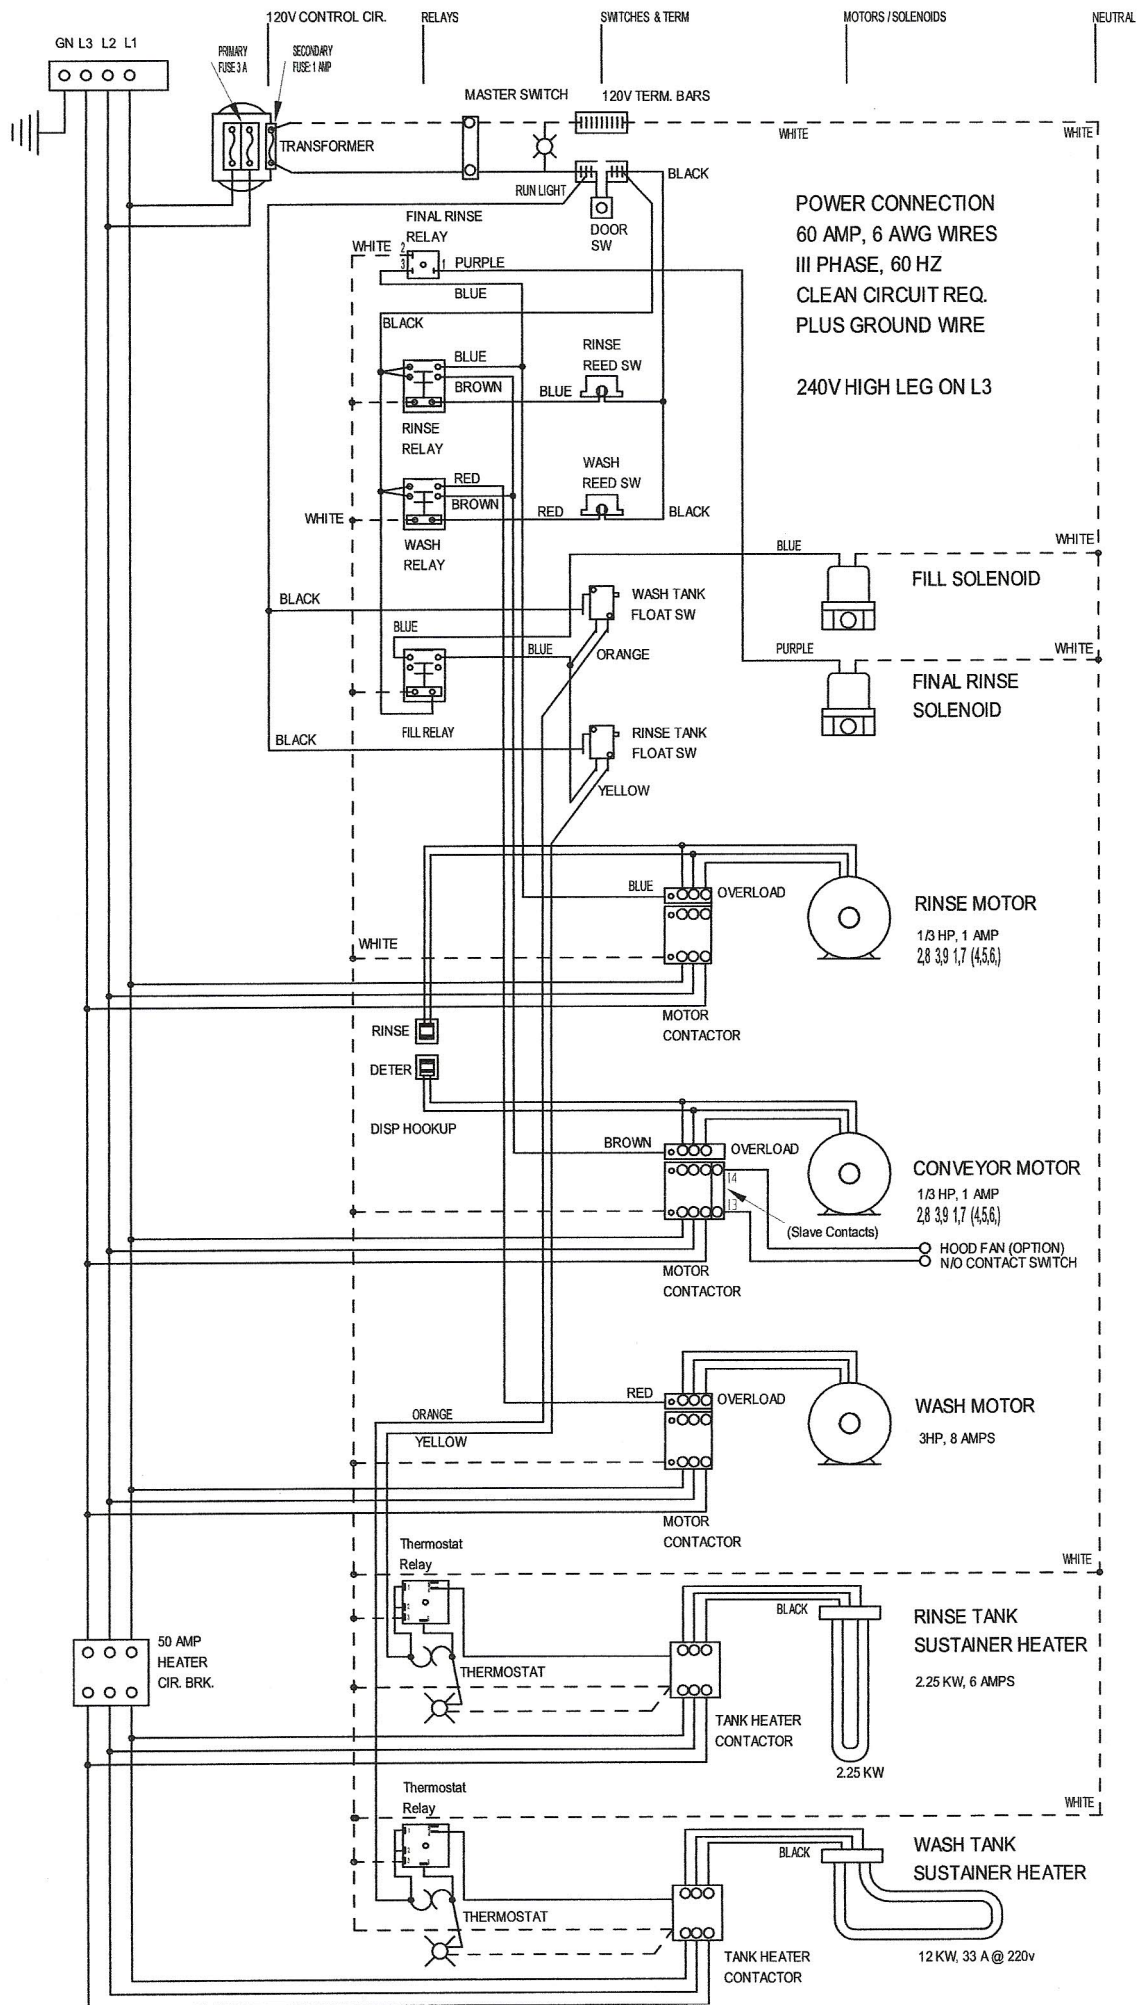 120V CONTROL CIR.
RELAYS
SWITCHES & TERM
MOTORS / SOLENOIDS
NEUTRAL
GN L3 L2 L1
PRIMARY
FUSE 3 A
SECONDARY
FUSE: 1 AMP
MASTER SWITCH
120V TERM. BARS
TRANSFORMER
WHITE
WHITE
RUN LIGHT
BLACK
DOOR
SW
POWER CONNECTION
60 AMP, 6 AWG WIRES
III PHASE, 60 HZ
CLEAN CIRCUIT REQ.
PLUS GROUND WIRE
240V HIGH LEG ON L3
FINAL RINSE
RELAY
WHITE
2
3
1
PURPLE
BLUE
BLACK
BLUE
BROWN
RINSE
REED SW
BLUE
RINSE
RELAY
RED
BROWN
WASH
REED SW
WHITE
RED
BLACK
WASH
RELAY
BLUE
WHITE
FILL SOLENOID
BLACK
WASH TANK
FLOAT SW
BLUE
BLUE
ORANGE
PURPLE
WHITE
FINAL RINSE
SOLENOID
FILL RELAY
BLACK
RINSE TANK
FLOAT SW
YELLOW
BLUE
OVERLOAD
RINSE MOTOR
1/3 HP, 1 AMP
2,8 3,9 1,7 (4,5,6,)
WHITE
MOTOR
CONTACTOR
RINSE
DETER
DISP HOOKUP
BROWN
OVERLOAD
CONVEYOR MOTOR
1/3 HP, 1 AMP
2,8 3,9 1,7 (4,5,6,)
14
13
(Slave Contacts)
HOOD FAN (OPTION)
N/O CONTACT SWITCH
MOTOR
CONTACTOR
RED
OVERLOAD
WASH MOTOR
3HP, 8 AMPS
ORANGE
YELLOW
MOTOR
CONTACTOR
Thermostat
Relay
WHITE
BLACK
RINSE TANK
SUSTAINER HEATER
2.25 KW, 6 AMPS
50 AMP
HEATER
CIR. BRK.
THERMOSTAT
TANK HEATER
CONTACTOR
2.25 KW
Thermostat
Relay
WHITE
BLACK
WASH TANK
SUSTAINER HEATER
THERMOSTAT
TANK HEATER
CONTACTOR
12 KW, 33 A @ 220v